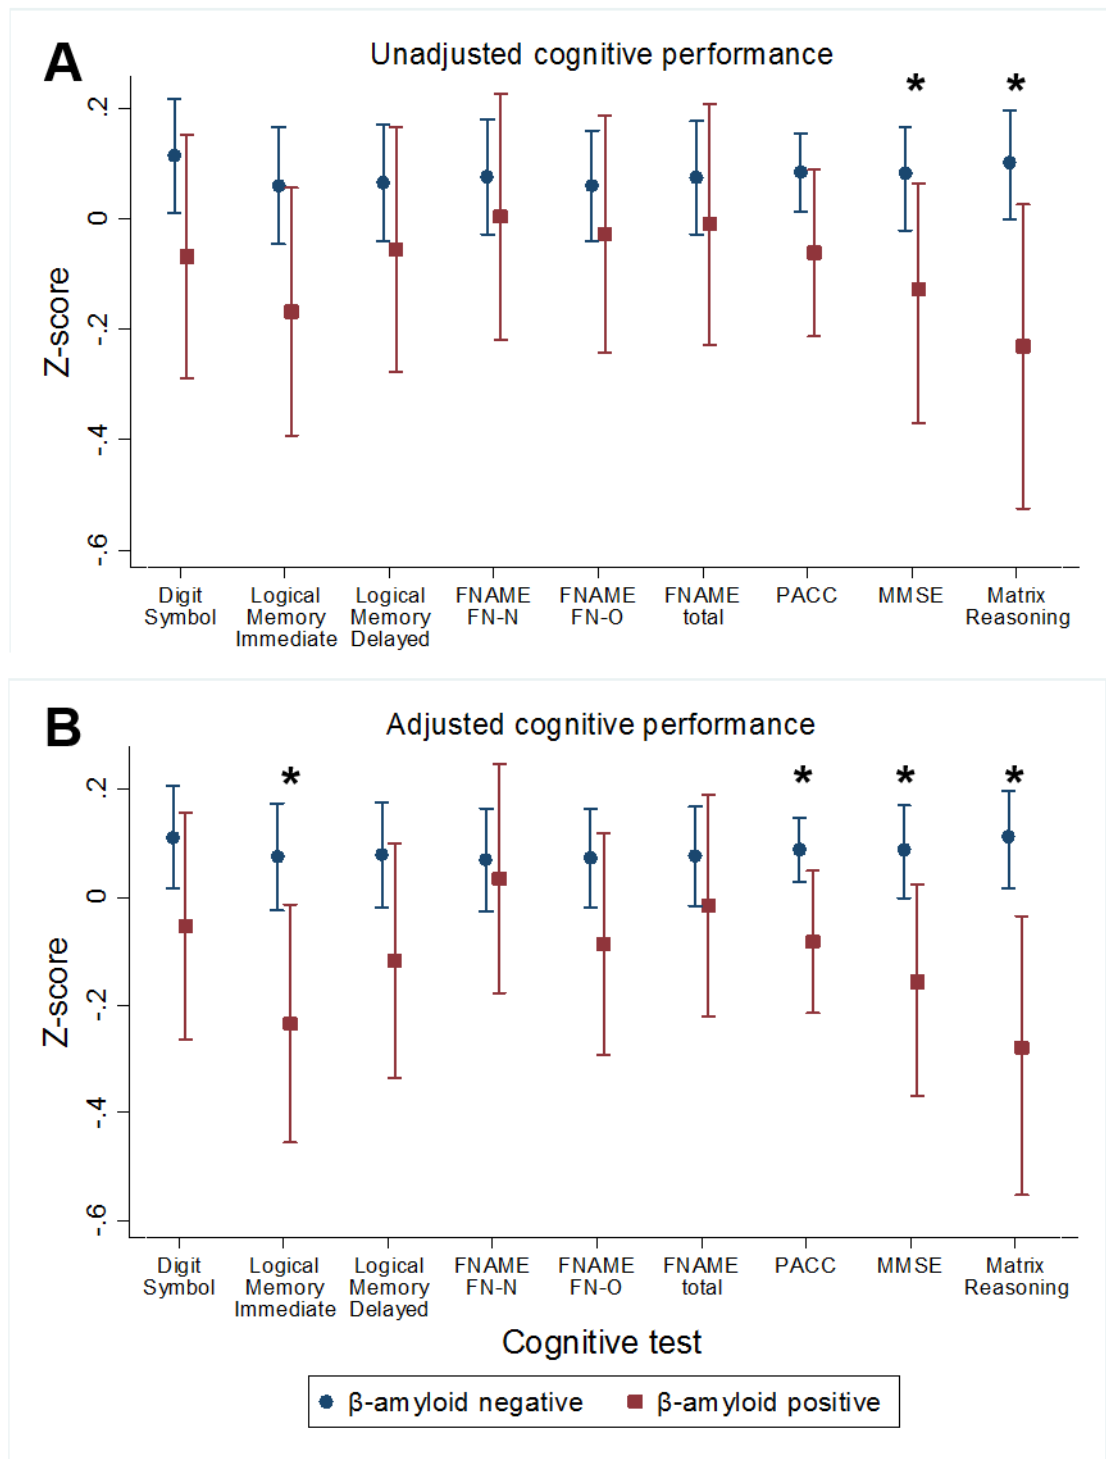 A
Unadjusted cognitive performance
* *
Z-score
.2
0
-.2
-.4
-.6
Digit Symbol
Logical Memory Immediate
Logical Memory Delayed
FNAME FN-N
FNAME FN-O
FNAME total
PACC
MMSE
Matrix Reasoning
B
Adjusted cognitive performance
* * * *
Z-score
.2
0
-.2
-.4
-.6
Digit Symbol
Logical Memory Immediate
Logical Memory Delayed
FNAME FN-N
FNAME FN-O
FNAME total
PACC
MMSE
Matrix Reasoning
Cognitive test
β-amyloid negative
β-amyloid positive